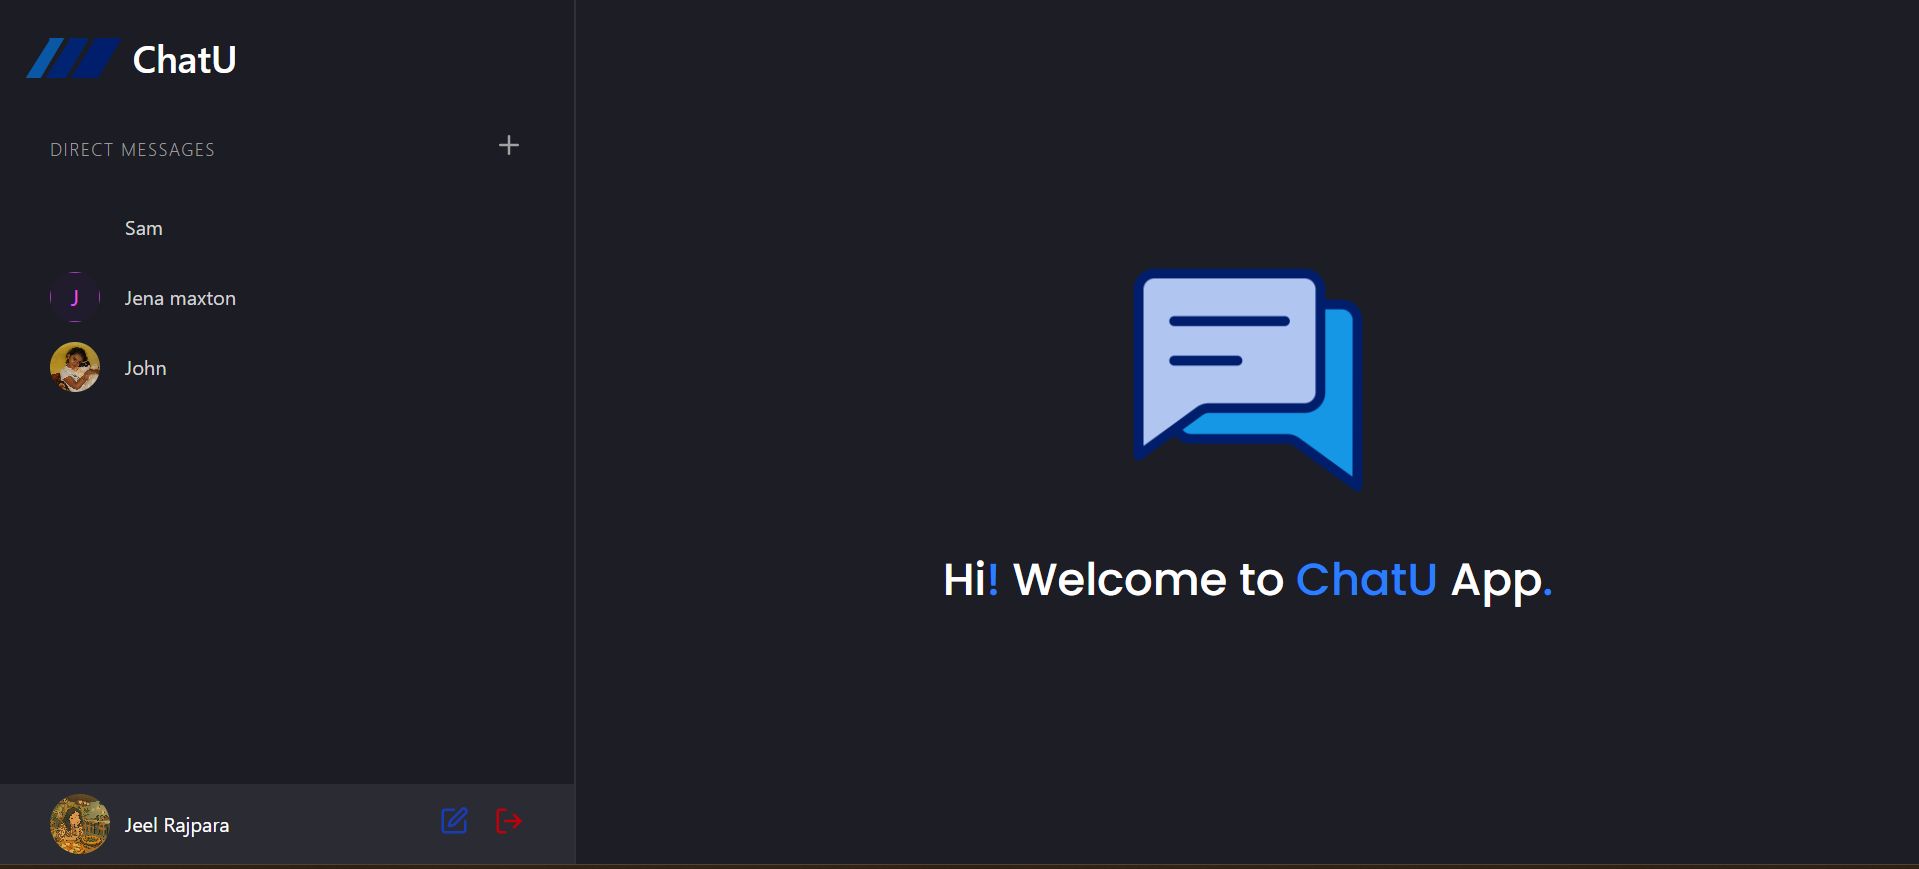 ChatU
DIRECT MESSAGES
Sam
J
Jena maxton
John
Jeel Rajpara
Hi! Welcome to ChatU App.